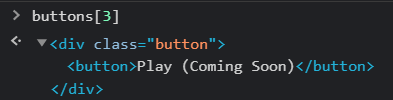 > buttons[3]
<div class="button">
<button>Play (Coming Soon)</button>
</div>